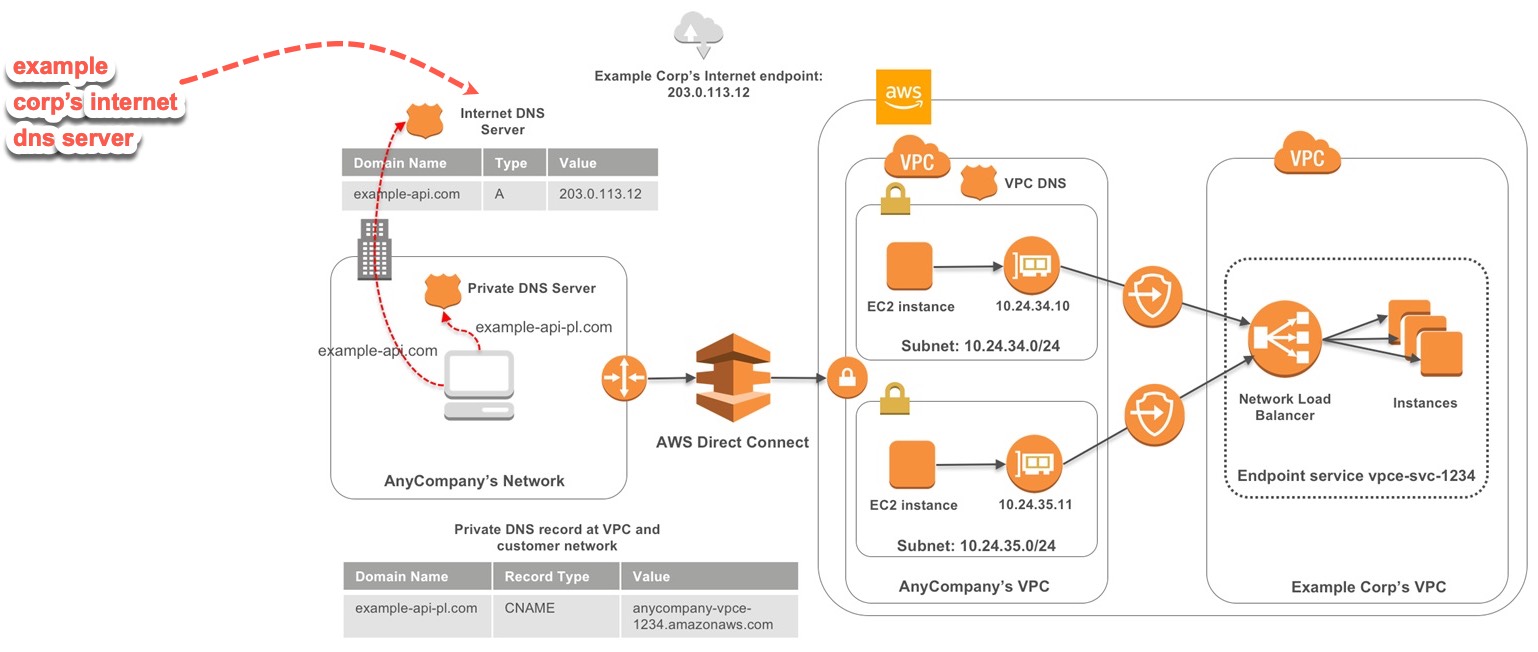 example
corp's internet
dns server
Example Corp's Internet endpoint:
203.0.113.12
Internet DNS
Server
Domain Name Type Value
example-api.com A 203.0.113.12
Private DNS Server
example-api-pl.com
example-api.com
AnyCompany's Network
AWS Direct Connect
Private DNS record at VPC and
customer network
Domain Name Record Type Value
example-api-pl.com CNAME anycompany-vpce-
1234.amazonaws.com
aws
VPC
VPC DNS
EC2 instance
10.24.34.10
Subnet: 10.24.34.0/24
EC2 instance
10.24.35.11
Subnet: 10.24.35.0/24
AnyCompany's VPC
VPC
Network Load
Balancer
Instances
Endpoint service vpce-svc-1234
Example Corp's VPC